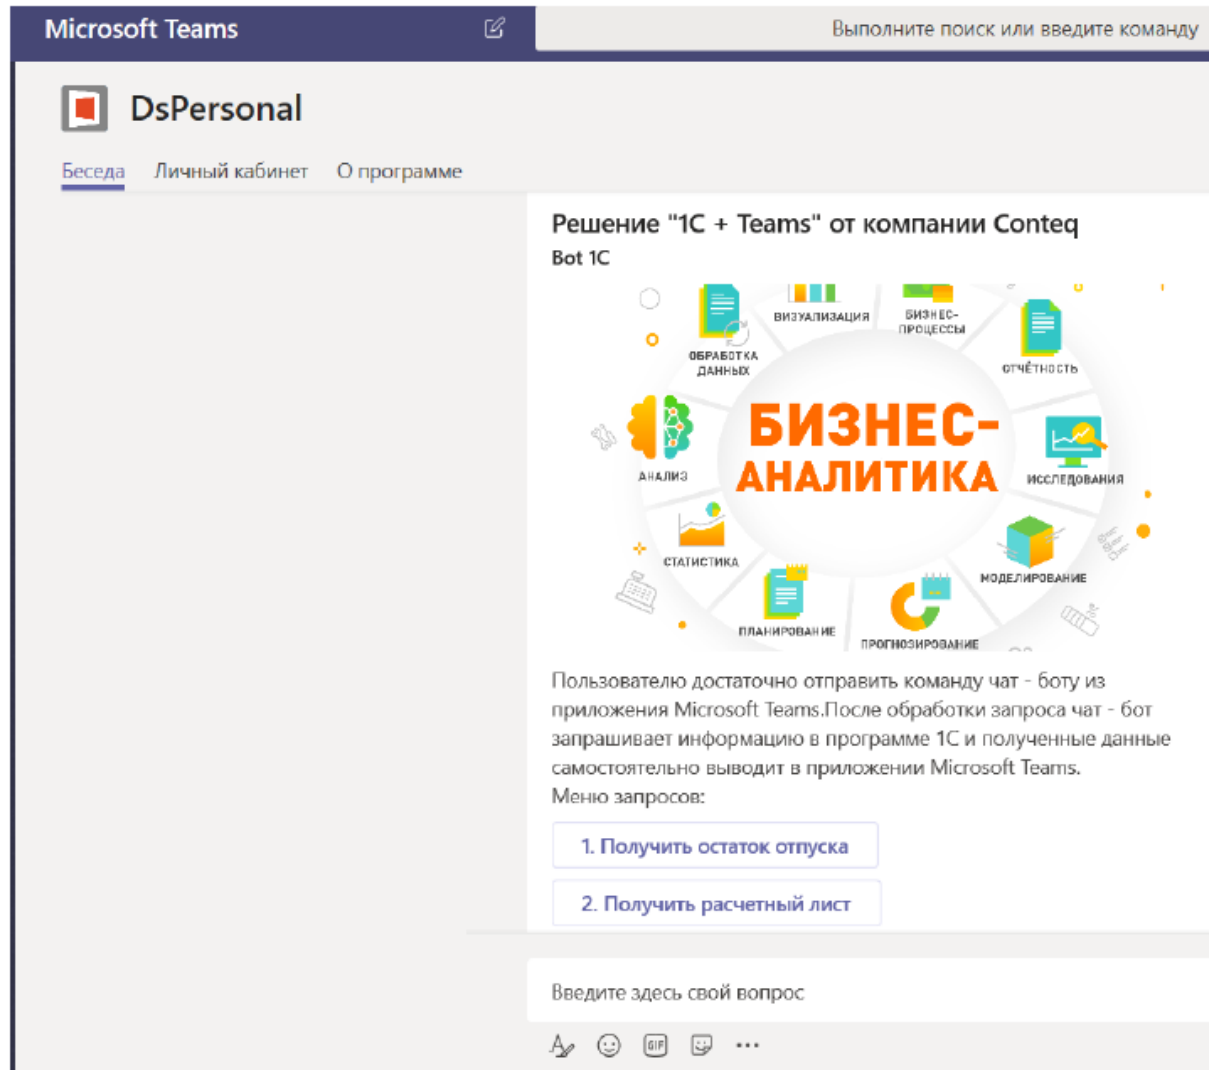 Microsoft Teams
Выполните поиск или введите команду
DsPersonal
Беседа Личный кабинет О программе
Решение "1С + Teams" от компании Conteq
Bot 1С
ВИЗУАЛИЗАЦИЯ
БИЗНЕС-
ПРОЦЕССЫ
ОБРАБОТКА
ДАННЫХ
ОТЧЁТНОСТЬ
БИЗНЕС-
АНАЛИТИКА
АНАЛИЗ
ИССЛЕДОВАНИЯ
СТАТИСТИКА
МОДЕЛИРОВАНИЕ
ПЛАНИРОВАНИЕ
ПРОГНОЗИРОВАНИЕ
Пользователю достаточно отправить команду чат - боту из
приложения Microsoft Teams.После обработки запроса чат - бот
запрашивает информацию в программе 1С и полученные данные
самостоятельно выводит в приложении Microsoft Teams.
Меню запросов:
1. Получить остаток отпуска
2. Получить расчетный лист
Введите здесь свой вопрос
GIF